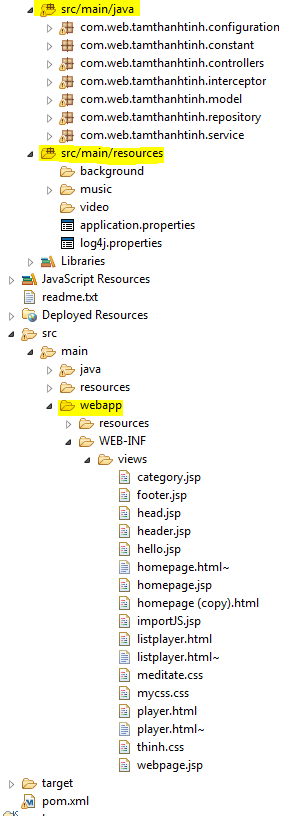 src/main/java
com.web.tamthanhtinh.configuration
com.web.tamthanhtinh.constant
com.web.tamthanhtinh.controllers
com.web.tamthanhtinh.interceptor
com.web.tamthanhtinh.model
com.web.tamthanhtinh.repository
com.web.tamthanhtinh.service
src/main/resources
background
music
video
application.properties
log4j.properties
Libraries
JavaScript Resources
readme.txt
Deployed Resources
src
main
java
resources
webapp
resources
WEB-INF
views
category.jsp
footer.jsp
head.jsp
header.jsp
hello.jsp
homepage.html~
homepage.jsp
homepage (copy).html
importJS.jsp
listplayer.html
listplayer.html~
meditate.css
mycss.css
player.html
player.html~
thinh.css
webpage.jsp
target
pom.xml